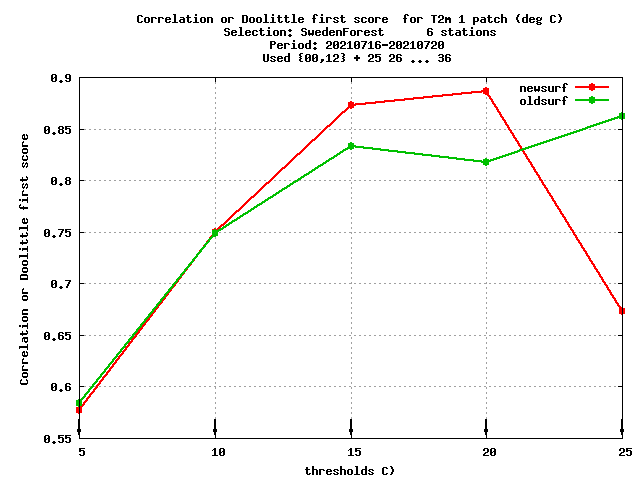 Correlation or Doolittle first score  for T2m 1 patch (deg C)
Selection: SwedenForest      6 stations
Period: 20210716-20210720
Used {00,12} + 25 26 ... 36
newsurf
oldsurf
0.9
0.85
0.8
0.75
0.7
0.65
0.6
0.55
Correlation or Doolittle first score
5
10
15
20
25
thresholds C)